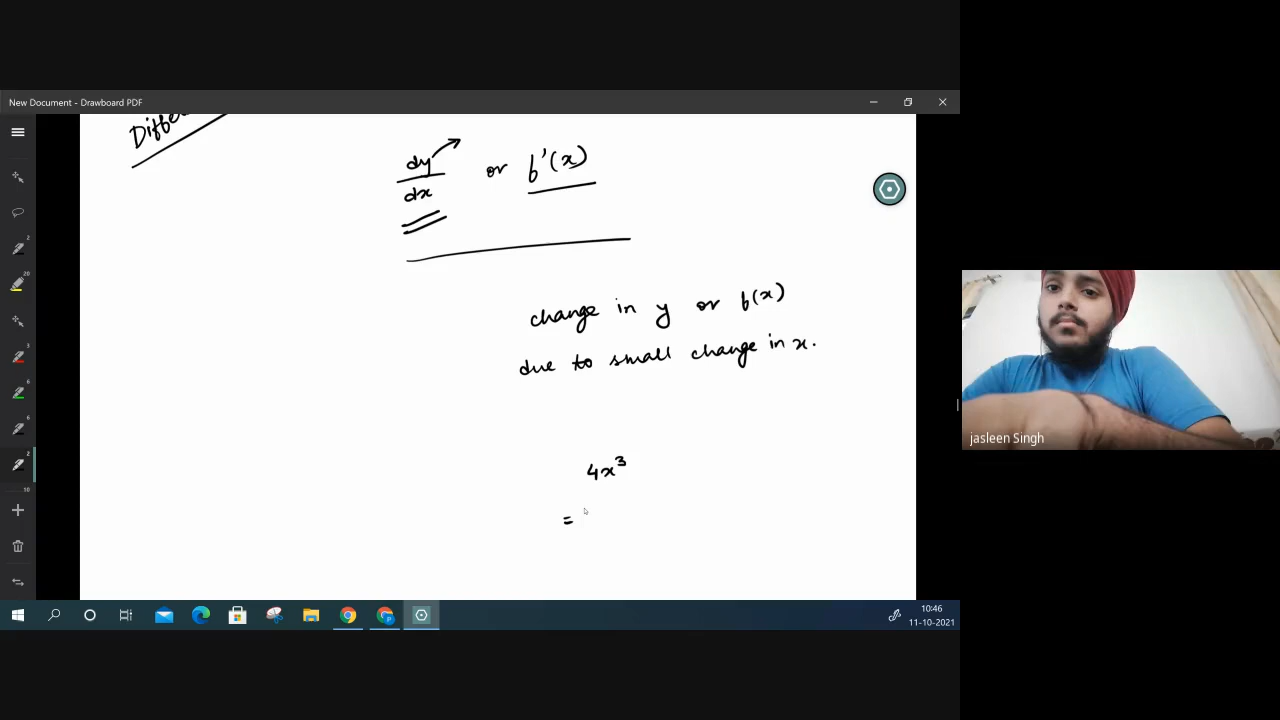 New Document - Drawboard PDF
dy
dx
or f'(x)
change in y or f(x)
due to small change in x.
4x³
=
jasleen Singh
10:46
11-10-2021